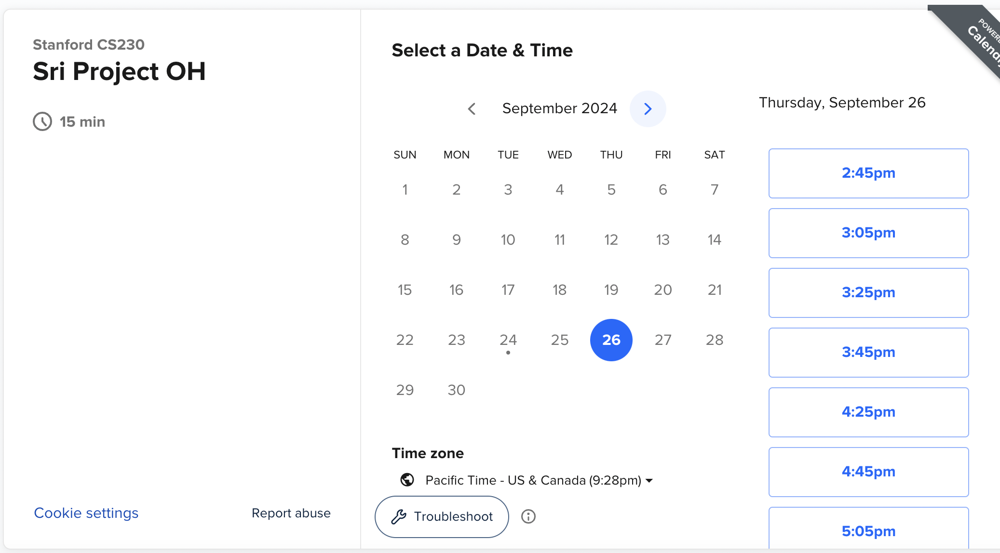 Stanford CS230
Sri Project OH
15 min
Cookie settings
Report abuse
Select a Date & Time
September 2024
SUN MON TUE WED THU FRI SAT
1 2 3 4 5 6 7
8 9 10 11 12 13 14
15 16 17 18 19 20 21
22 23 24 25 26 27 28
29 30
Time zone
Pacific Time - US & Canada (9:28pm)
Troubleshoot
Thursday, September 26
2:45pm
3:05pm
3:25pm
3:45pm
4:25pm
4:45pm
5:05pm